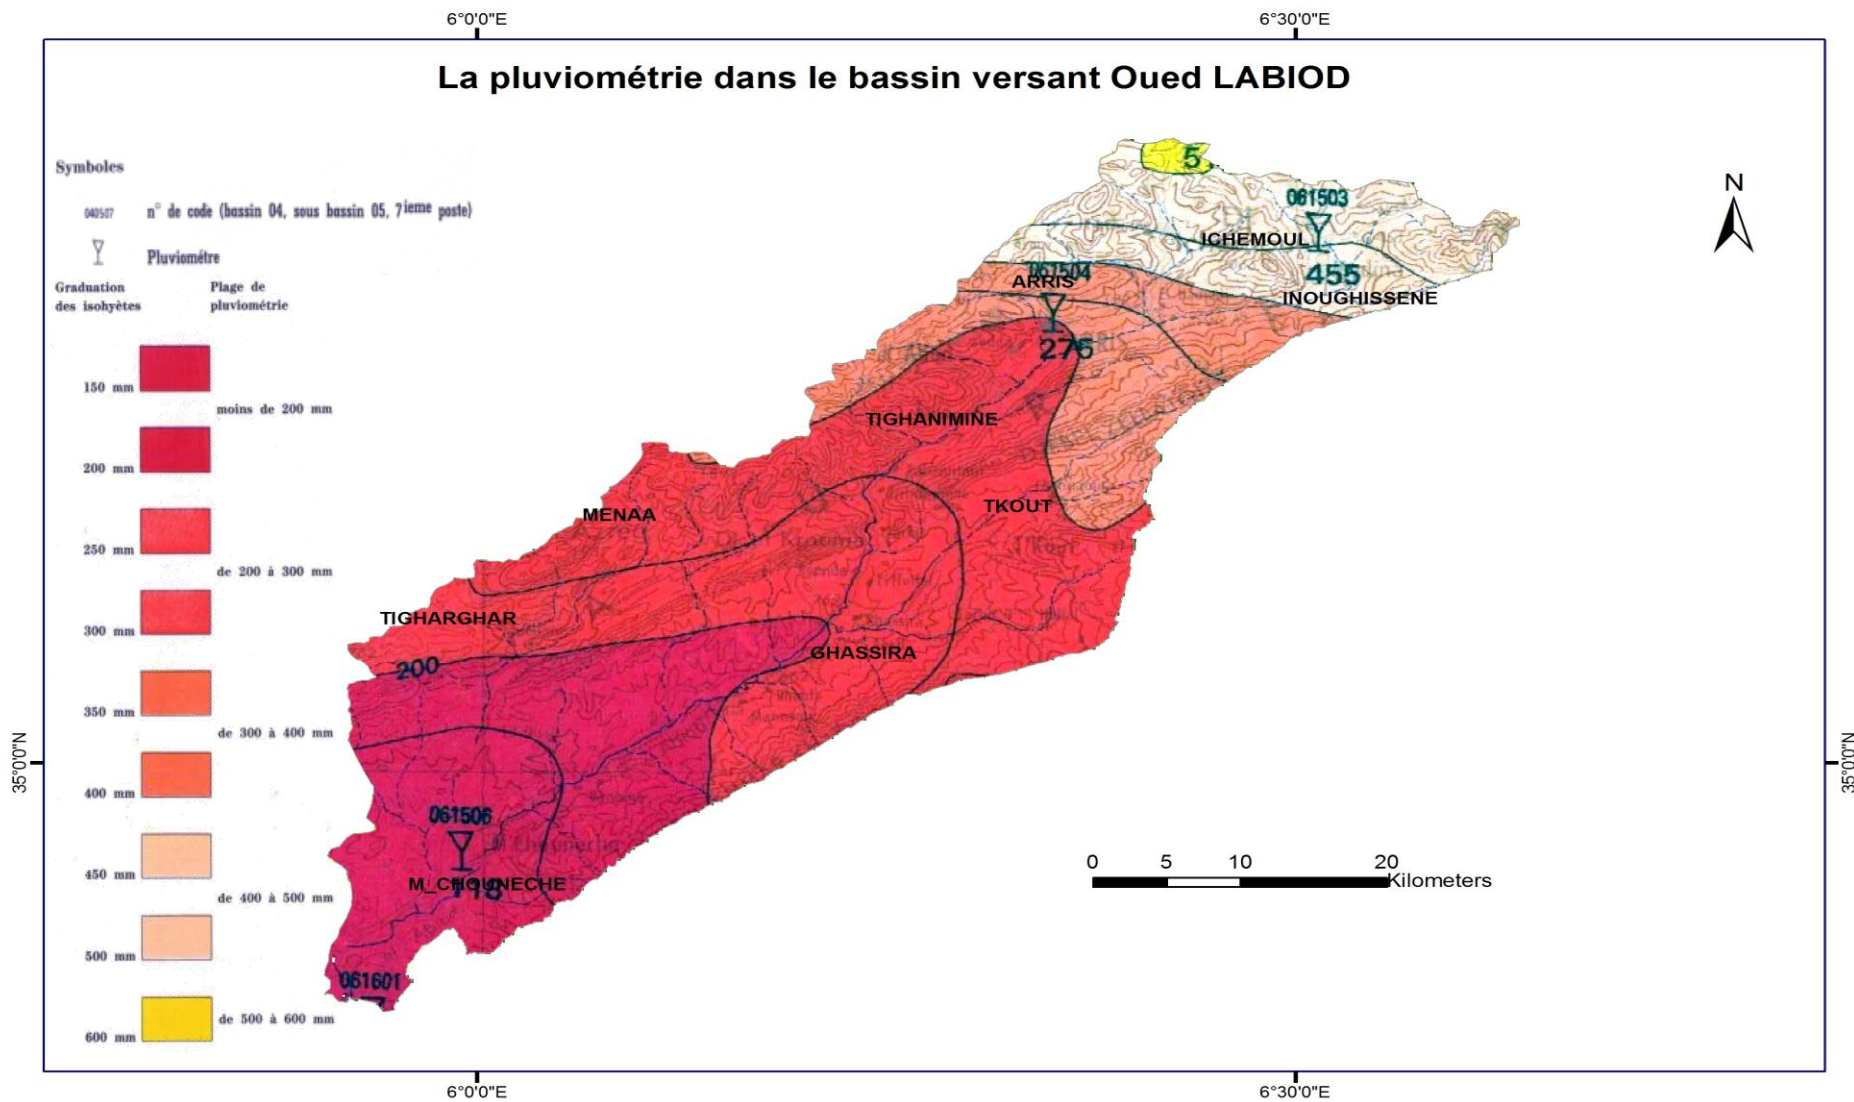 6°0'0"E
6°30'0"E
La pluviométrie dans le bassin versant Oued LABIOD
Symboles
040507 n° de code (bassin 04, sous bassin 05, 7ieme poste)
Pluviométre
Graduation des isohyètes
Plage de pluviométrie
150 mm
moins de 200 mm
200 mm
250 mm
de 200 à 300 mm
300 mm
350 mm
de 300 à 400 mm
400 mm
450 mm
de 400 à 500 mm
500 mm
de 500 à 600 mm
600 mm
N
5
061503
ICHEMOUL
455
INOUGHISSENE
061504
ARRIS
275
TIGHANIMINE
TKOUT
MENAA
TIGHARGHAR
200
GHASSIRA
061506
M_CHOUNECHE
118
061601
35°0'0"N
35°0'0"N
0 5 10 20
Kilometers
6°0'0"E
6°30'0"E